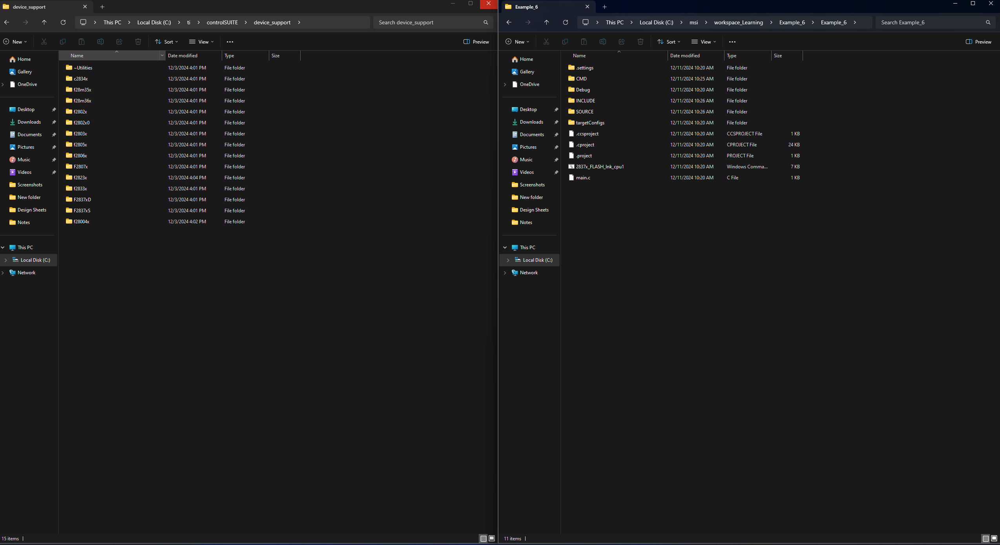 device_support
This PC > Local Disk (C:) > ti > controlSUITE > device_support >
Search device_support
New Sort View ... Preview
Home
Gallery
OneDrive
Desktop
Downloads
Documents
Pictures
Music
Videos
Screenshots
New folder
Design Sheets
Notes
This PC
Local Disk (C:)
Network
Name Date modified Type Size
~Utilities 12/3/2024 4:01 PM File folder
c2834x 12/3/2024 4:01 PM File folder
f28m35x 12/3/2024 4:01 PM File folder
f28m36x 12/3/2024 4:01 PM File folder
f2802x 12/3/2024 4:01 PM File folder
f2802x0 12/3/2024 4:01 PM File folder
f2803x 12/3/2024 4:01 PM File folder
f2805x 12/3/2024 4:01 PM File folder
f2806x 12/3/2024 4:01 PM File folder
F2807x 12/3/2024 4:01 PM File folder
f2823x 12/3/2024 4:04 PM File folder
f2833x 12/3/2024 4:01 PM File folder
F2837xD 12/3/2024 4:01 PM File folder
F2837xS 12/3/2024 4:01 PM File folder
f28004x 12/3/2024 4:02 PM File folder
15 items
Example_6
This PC > Local Disk (C:) > msi > workspace_Learning > Example_6 > Example_6 >
Search Example_6
New Sort View ... Preview
Home
Gallery
OneDrive
Desktop
Downloads
Documents
Pictures
Music
Videos
Screenshots
New folder
Design Sheets
Notes
This PC
Local Disk (C:)
Network
Name Date modified Type Size
.settings 12/11/2024 10:20 AM File folder
CMD 12/11/2024 10:25 AM File folder
Debug 12/11/2024 10:20 AM File folder
INCLUDE 12/11/2024 10:26 AM File folder
SOURCE 12/11/2024 10:26 AM File folder
targetConfigs 12/11/2024 10:20 AM File folder
.ccsproject 12/11/2024 10:20 AM CCSPROJECT File 1 KB
.cproject 12/11/2024 10:20 AM CPROJECT File 24 KB
.project 12/11/2024 10:20 AM PROJECT File 1 KB
2837x_FLASH_lnk_cpu1 12/11/2024 10:20 AM Windows Comma... 7 KB
main.c 12/11/2024 10:20 AM C File 1 KB
11 items